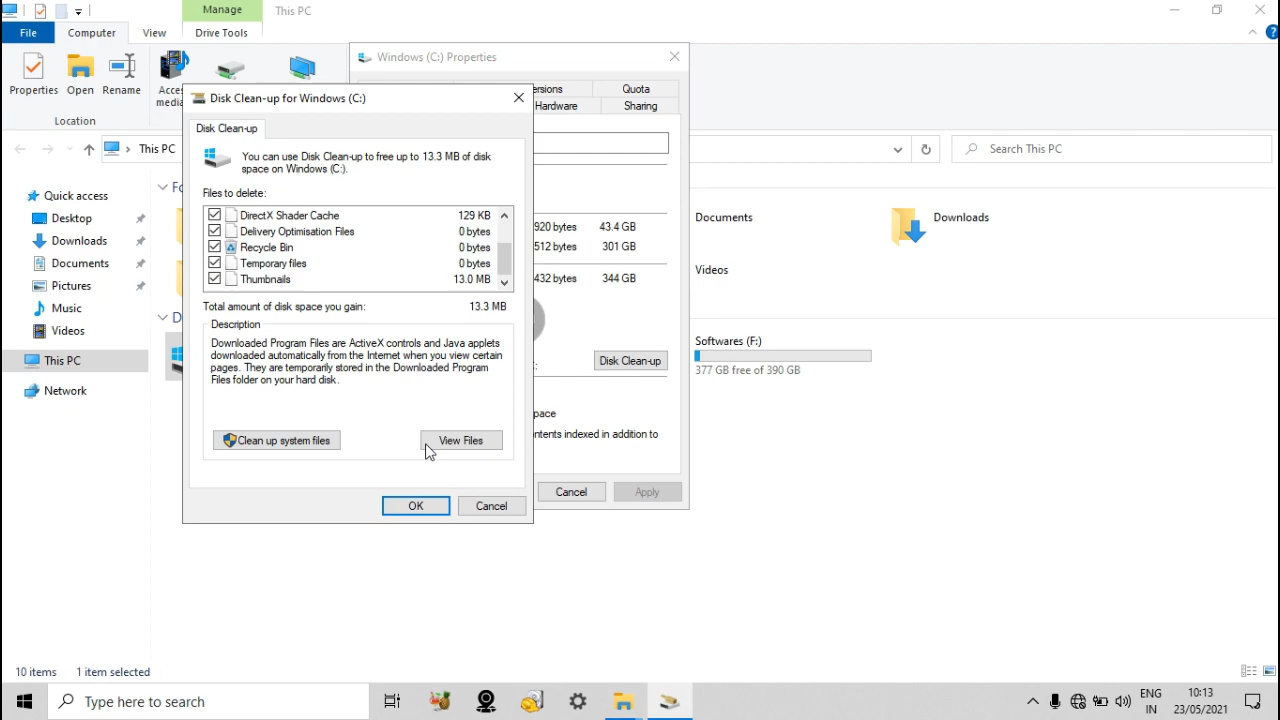 Manage
This PC
File
Computer
View
Drive Tools
Properties
Open
Rename
Acces
media
Location
This PC
Search This PC
Quick access
Desktop
Downloads
Documents
Pictures
Music
Videos
This PC
Network
Fo
D
Windows (C:) Properties
ersions
Quota
Hardware
Sharing
920 bytes
43.4 GB
512 bytes
301 GB
432 bytes
344 GB
C:
Disk Clean-up
pace
ntents indexed in addition to
Cancel
Apply
Disk Clean-up for Windows (C:)
Disk Clean-up
You can use Disk Clean-up to free up to 13.3 MB of disk
space on Windows (C:).
Files to delete:
DirectX Shader Cache
129 KB
Delivery Optimisation Files
0 bytes
Recycle Bin
0 bytes
Temporary files
0 bytes
Thumbnails
13.0 MB
Total amount of disk space you gain:
13.3 MB
Description
Downloaded Program Files are ActiveX controls and Java applets
downloaded automatically from the Internet when you view certain
pages. They are temporarily stored in the Downloaded Program
Files folder on your hard disk.
Clean up system files
View Files
OK
Cancel
Documents
Downloads
Videos
Softwares (F:)
377 GB free of 390 GB
10 items
1 item selected
Type here to search
ENG
IN
10:13
23/05/2021